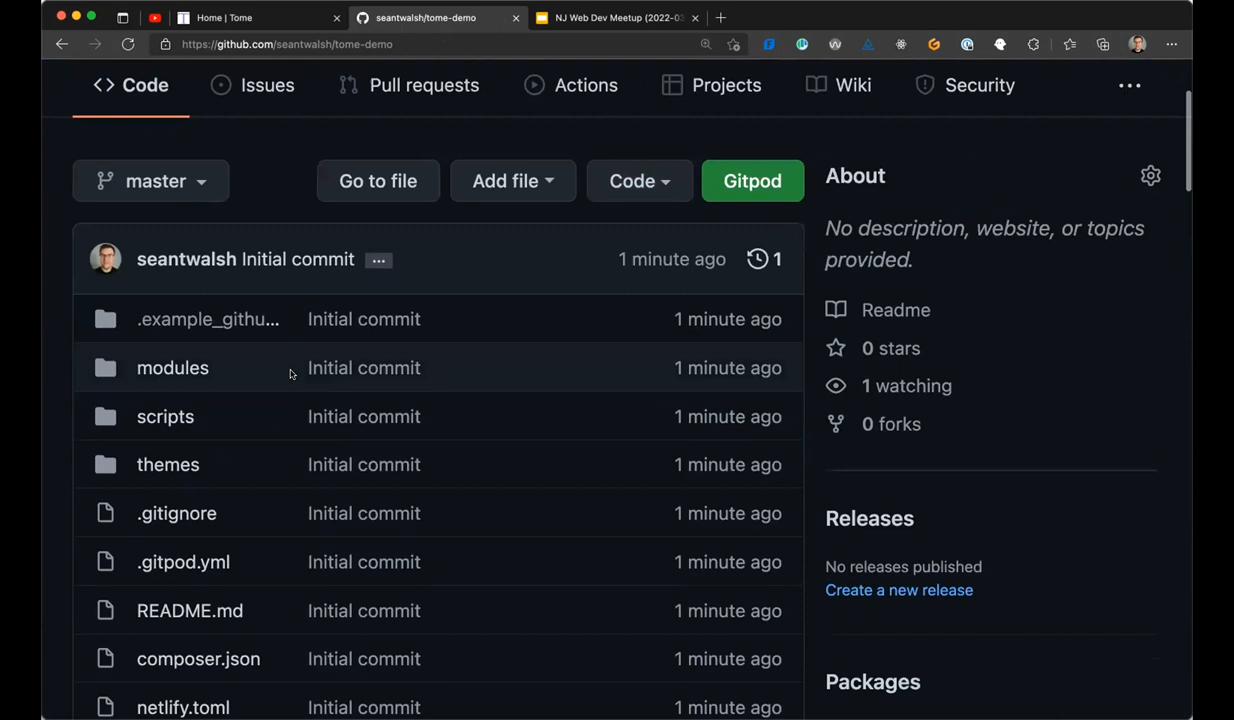 Home | Tome
seantwalsh/tome-demo
NJ Web Dev Meetup (2022-03
https://github.com/seantwalsh/tome-demo
Code
Issues
Pull requests
Actions
Projects
Wiki
Security
master
Go to file
Add file
Code
Gitpod
About
No description, website, or topics
provided.
seantwalsh Initial commit ... 1 minute ago 1
.example_githu... Initial commit 1 minute ago
modules Initial commit 1 minute ago
scripts Initial commit 1 minute ago
themes Initial commit 1 minute ago
.gitignore Initial commit 1 minute ago
.gitpod.yml Initial commit 1 minute ago
README.md Initial commit 1 minute ago
composer.json Initial commit 1 minute ago
netlify.toml Initial commit 1 minute ago
Readme
0 stars
1 watching
0 forks
Releases
No releases published
Create a new release
Packages